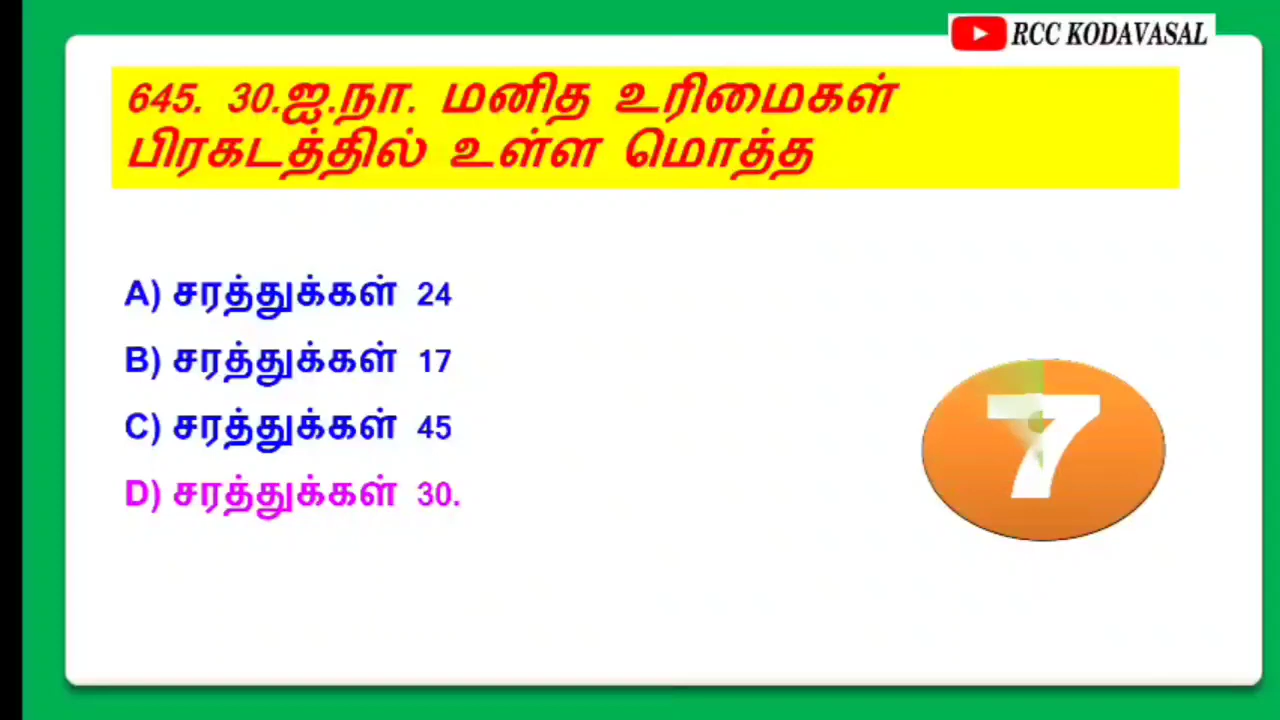 RCC KODAVASAL
645. 30.ஐ.நா. மனித உரிமைகள்
பிரகடத்தில் உள்ள மொத்த
A) சரத்துக்கள் 24
B) சரத்துக்கள் 17
C) சரத்துக்கள் 45
D) சரத்துக்கள் 30.
7